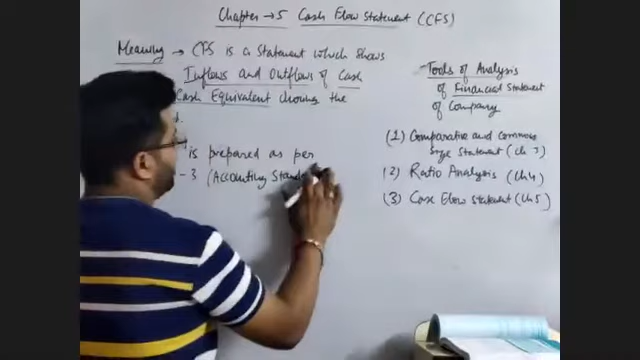 Chapter → 5 Cash Flow Statement (CFS)
Meaning → CFS is a Statement which shows
Inflows and Outflows of Cash
Cash Equivalent during the
is prepared as per
- 3 (Accounting Stand
Tools of Analysis
of Financial Statement
of Company
(1) Comparative and common
Size Statement (Ch 3)
(2) Ratio Analysis (Ch 4)
(3) Cash Flow Statement (Ch 5)